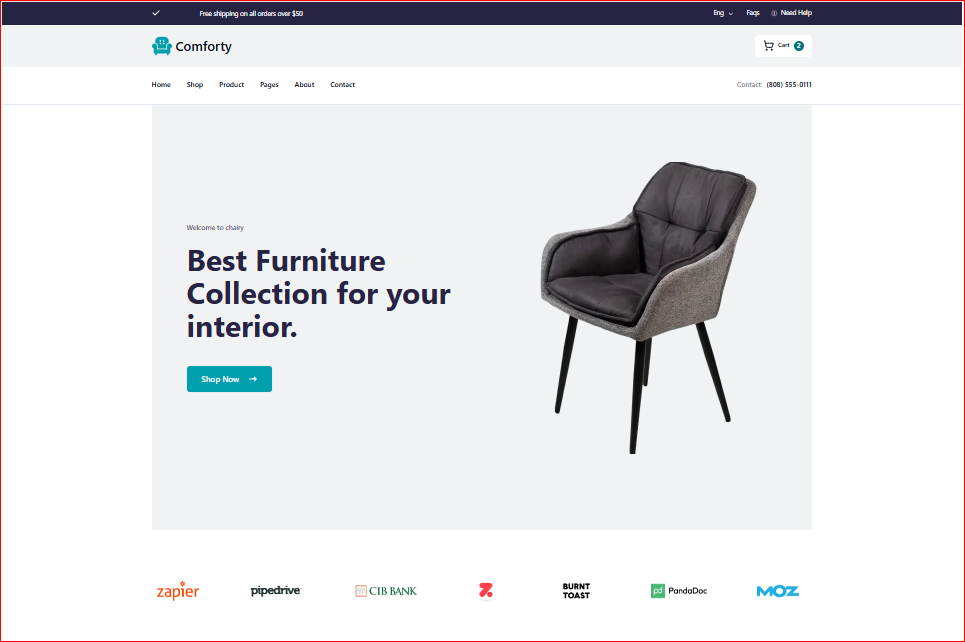 Free shipping on all orders over $50
Eng
Faqs
Need Help
Comforty
Cart 2
Home
Shop
Product
Pages
About
Contact
Contact: (808) 555-0111
Welcome to chairy
Best Furniture
Collection for your
interior.
Shop Now
zapier
pipedrive
CIB BANK
BURNT
TOAST
pd PandaDoc
MOZ